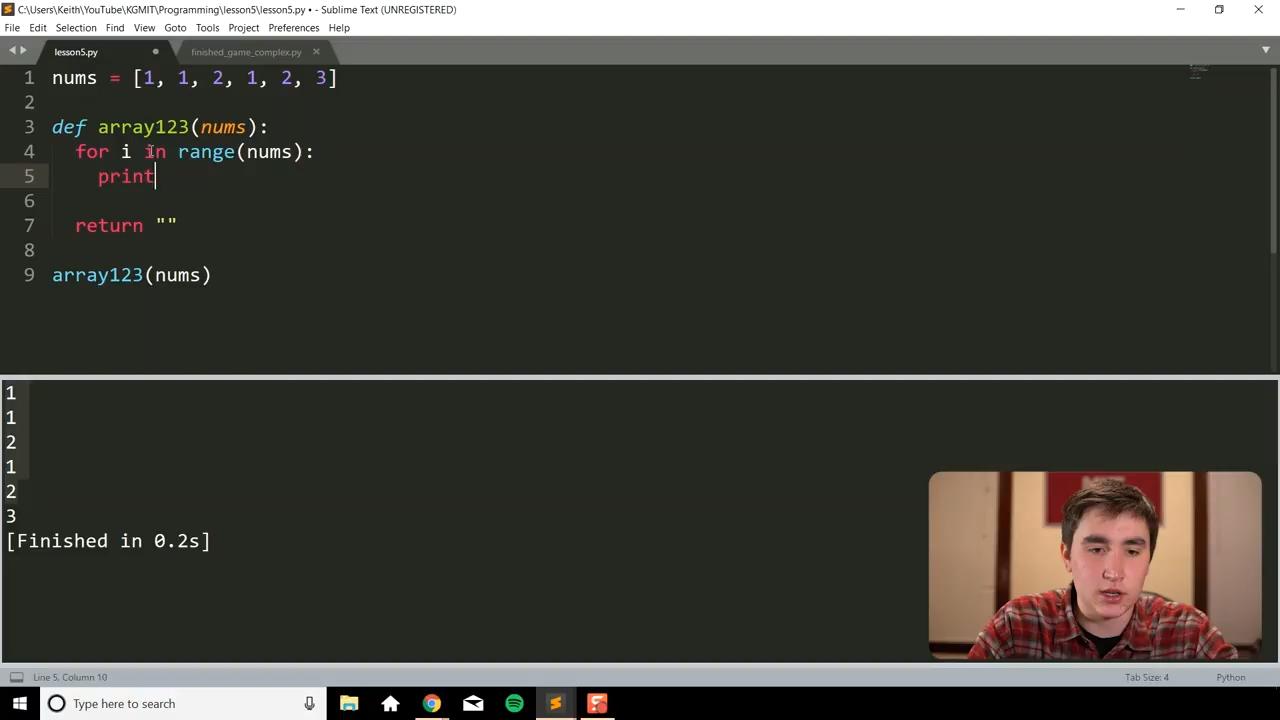 C:\Users\Keith\YouTube\KGMIT\Programming\lesson5\lesson5.py • - Sublime Text (UNREGISTERED)
File Edit Selection Find View Goto Tools Project Preferences Help
lesson5.py finished_game_complex.py
1 nums = [1, 1, 2, 1, 2, 3]
2
3 def array123(nums):
4 for i in range(nums):
5 print
6
7 return ""
8
9 array123(nums)
1
1
2
1
2
3
[Finished in 0.2s]
Line 5, Column 10 Tab Size: 4 Python
Type here to search